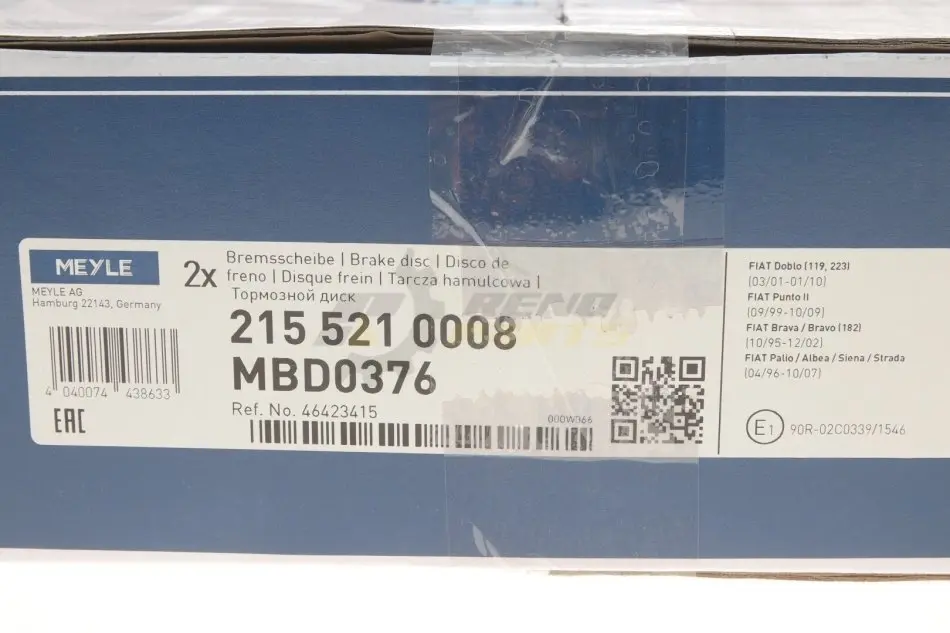 MEYLE
MEYLE AG
Hamburg 22143, Germany
4 040074 438633
EAC
2x
Bremsscheibe | Brake disc | Disco de
freno | Disque frein | Tarcza hamulcowa |
Тормозной диск
215 521 0008
MBD0376
Ref. No. 46423415
000W066
RENO
PARTS
FIAT Doblo (119, 223)
(03/01-01/10)
FIAT Punto II
(09/99-10/09)
FIAT Brava / Bravo (182)
(10/95-12/02)
FIAT Palio / Albea / Siena / Strada
(04/96-10/07)
E1 90R-02C0339/1546